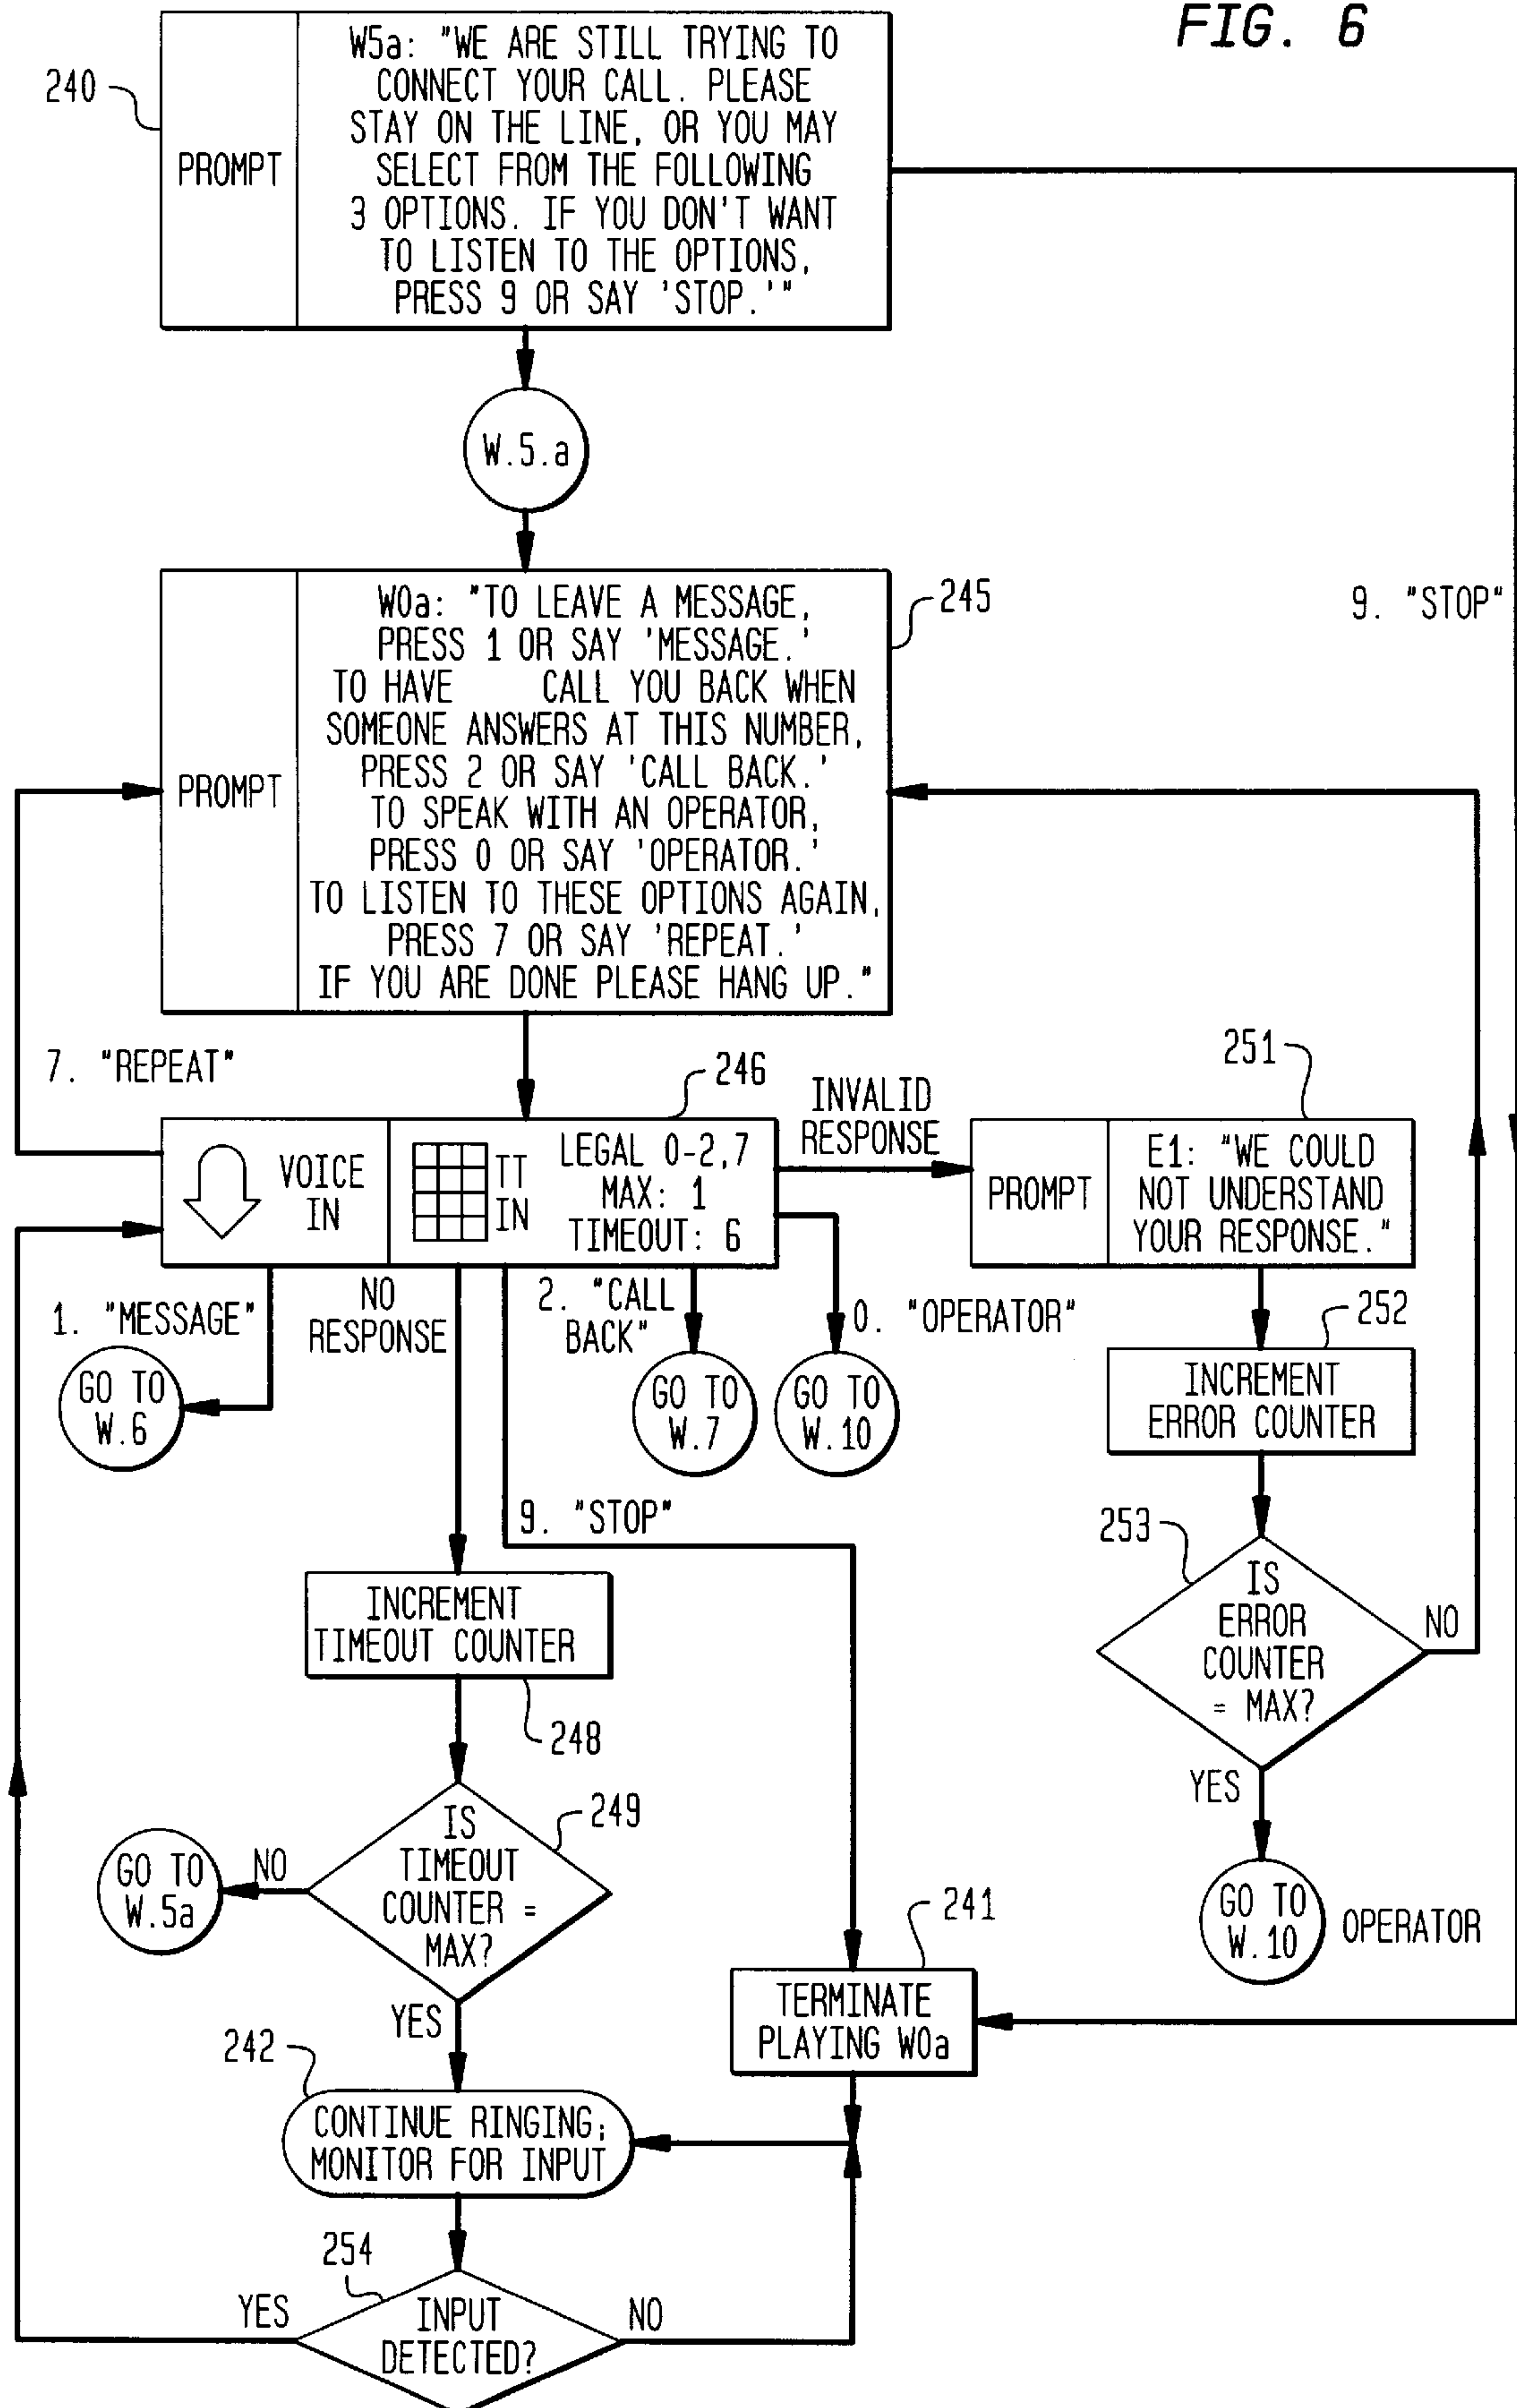 FIG. 6
240
PROMPT
W5a: "WE ARE STILL TRYING TO
CONNECT YOUR CALL. PLEASE
STAY ON THE LINE, OR YOU MAY
SELECT FROM THE FOLLOWING
3 OPTIONS. IF YOU DON'T WANT
TO LISTEN TO THE OPTIONS,
PRESS 9 OR SAY 'STOP.'"
W.5.a
9. "STOP"
245
PROMPT
W0a: "TO LEAVE A MESSAGE,
PRESS 1 OR SAY 'MESSAGE.'
TO HAVE CALL YOU BACK WHEN
SOMEONE ANSWERS AT THIS NUMBER,
PRESS 2 OR SAY 'CALL BACK.'
TO SPEAK WITH AN OPERATOR,
PRESS 0 OR SAY 'OPERATOR.'
TO LISTEN TO THESE OPTIONS AGAIN,
PRESS 7 OR SAY 'REPEAT.'
IF YOU ARE DONE PLEASE HANG UP."
7. "REPEAT"
246
VOICE
IN
TT
IN
LEGAL 0-2,7
MAX: 1
TIMEOUT: 6
INVALID
RESPONSE
251
PROMPT
E1: "WE COULD
NOT UNDERSTAND
YOUR RESPONSE."
1. "MESSAGE"
GO TO
W.6
NO
RESPONSE
2. "CALL
BACK"
GO TO
W.7
0. "OPERATOR"
GO TO
W.10
252
INCREMENT
ERROR COUNTER
9. "STOP"
253
IS
ERROR
COUNTER
= MAX?
NO
YES
GO TO
W.10
OPERATOR
INCREMENT
TIMEOUT COUNTER
248
IS
TIMEOUT
COUNTER =
MAX?
249
NO
GO TO
W.5a
YES
241
TERMINATE
PLAYING W0a
242
CONTINUE RINGING;
MONITOR FOR INPUT
254
INPUT
DETECTED?
YES
NO